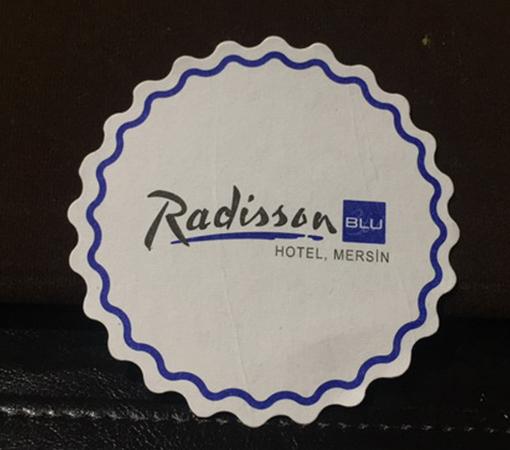 Radisson BLU
HOTEL, MERSİN